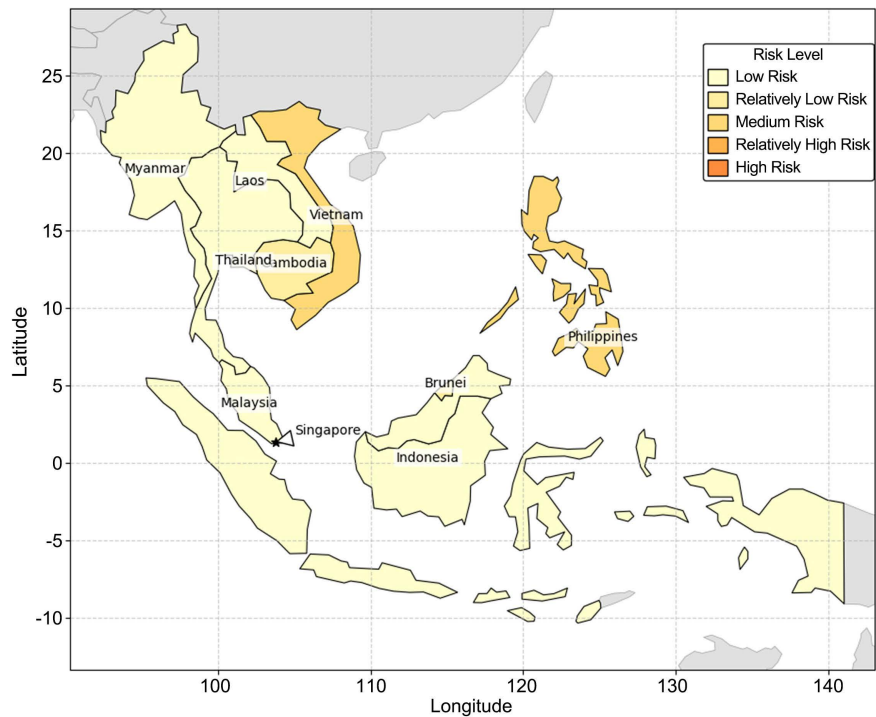 Risk Level
Low Risk
Relatively Low Risk
Medium Risk
Relatively High Risk
High Risk
25
20
15
10
5
0
-5
-10
Latitude
Myanmar
Laos
Vietnam
Thailand
ambodia
Philippines
Brunei
Malaysia
Singapore
Indonesia
100
110
120
130
140
Longitude